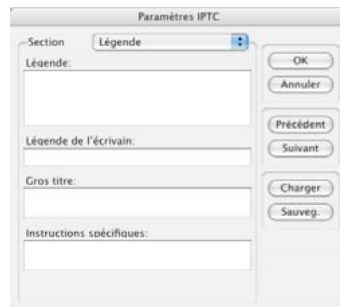 Paramètres IPTC
Section
Légende
Légende:
Légende de l'écrivain:
Gros titre:
Instructions spécifiques:
OK
Annuler
Précédent
Suivant
Charger
Sauveg.